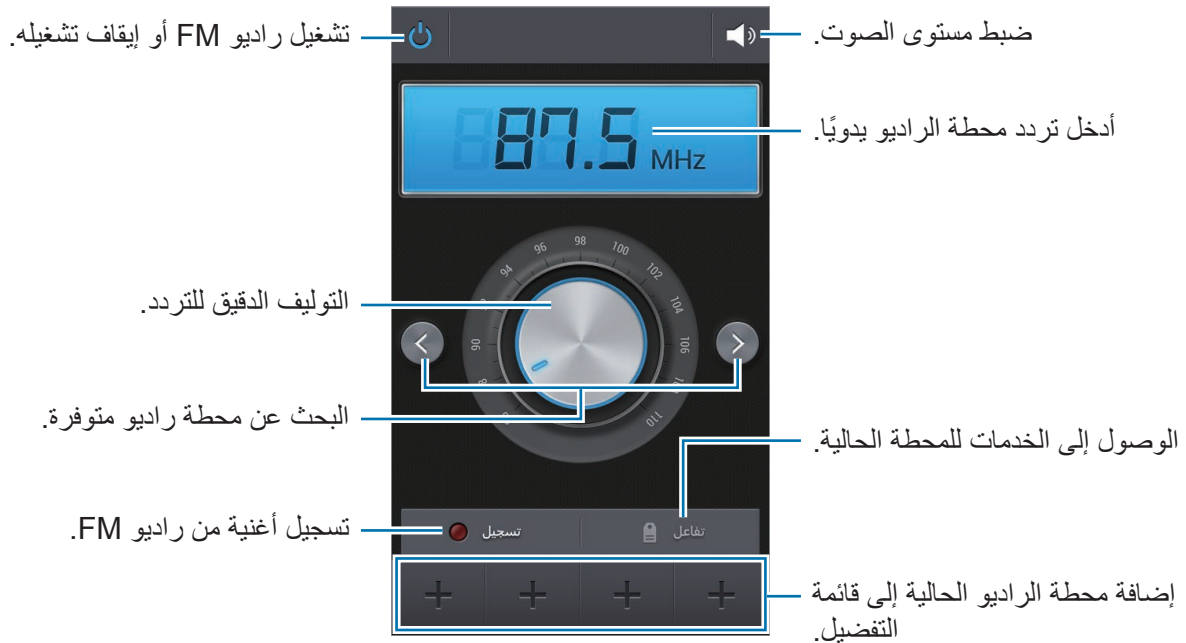 تشغيل راديو FM أو إيقاف تشغيله.
ضبط مستوى الصوت.
87.5 MHz
أدخل تردد محطة الراديو يدويًا.
90
94
96
98
100
102
104
106
110
التوليف الدقيق للتردد.
البحث عن محطة راديو متوفرة.
الوصول إلى الخدمات للمحطة الحالية.
تسجيل أغنية من راديو FM.
تسجيل
تفاعل
إضافة محطة الراديو الحالية إلى قائمة
التفضيل.